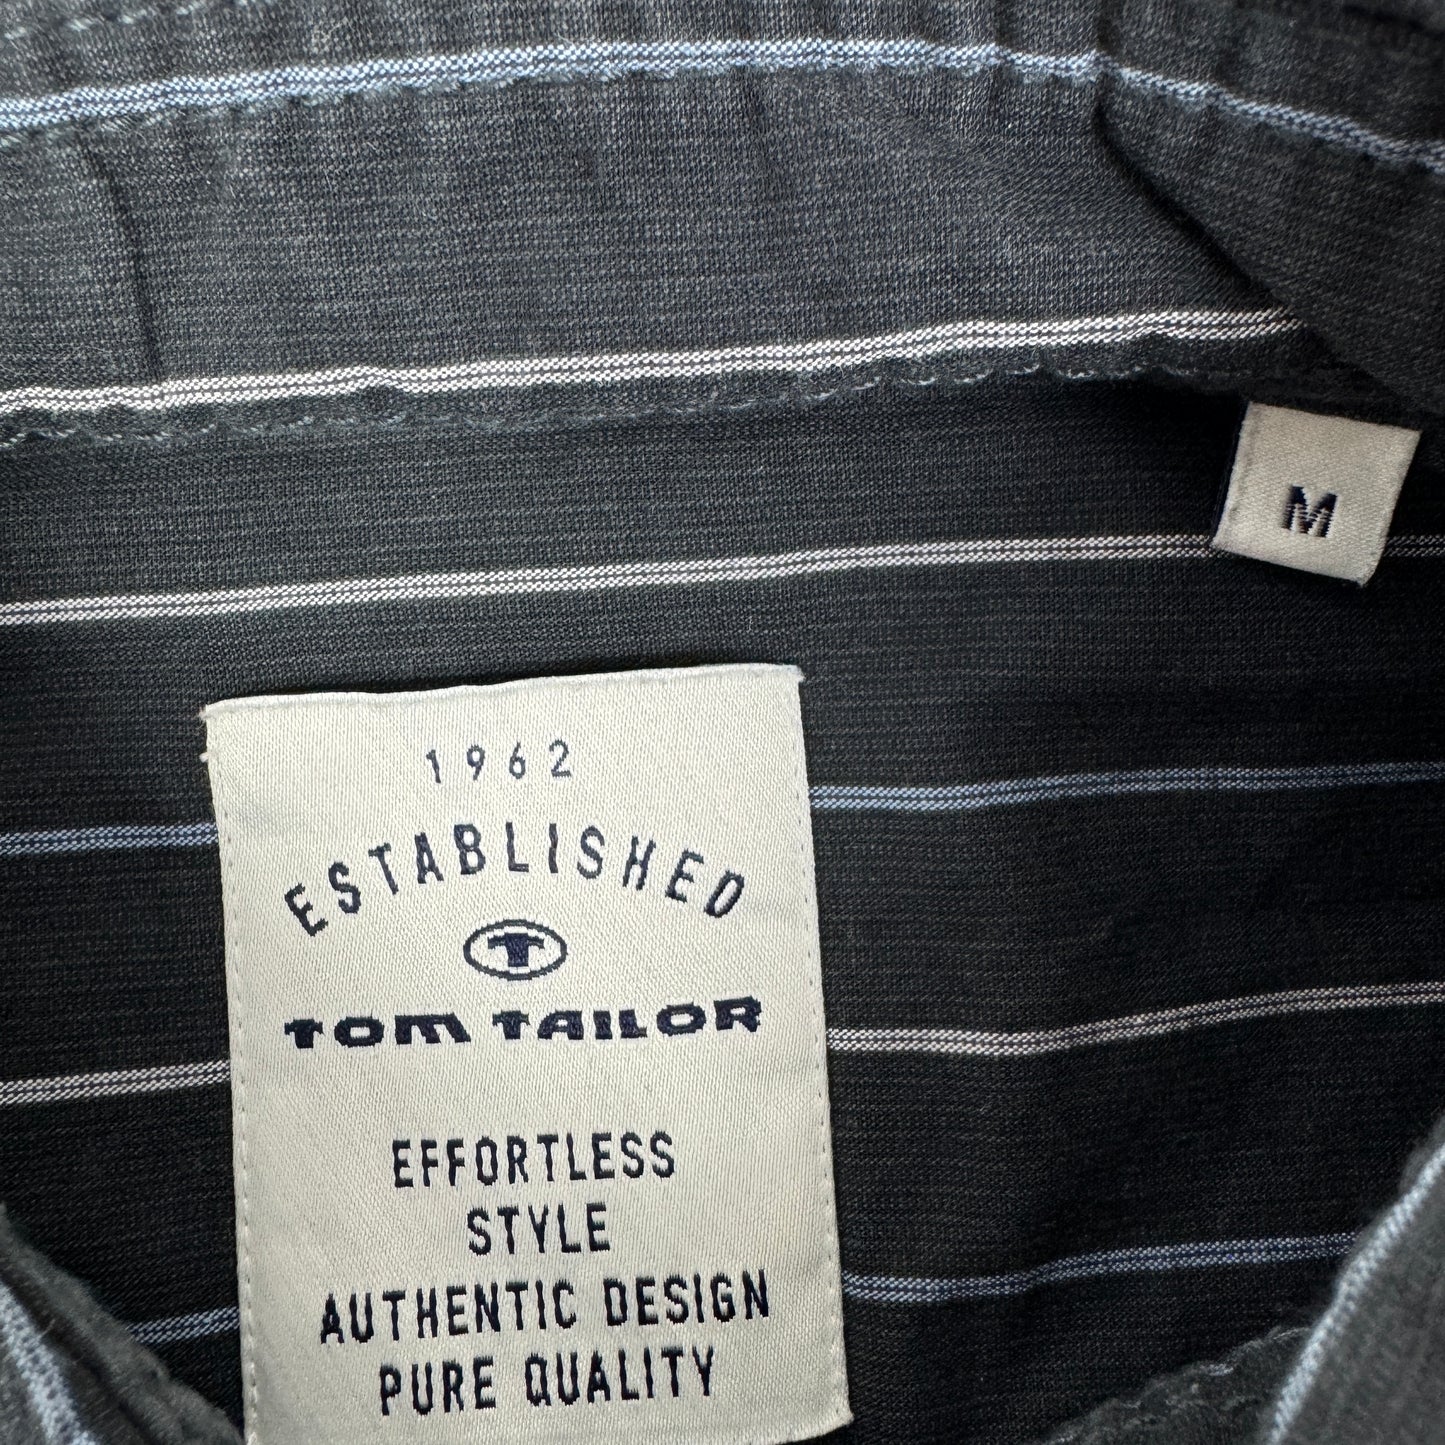 M
1962
ESTABLISHED
T
TOM TAILOR
EFFORTLESS
STYLE
AUTHENTIC DESIGN
PURE QUALITY